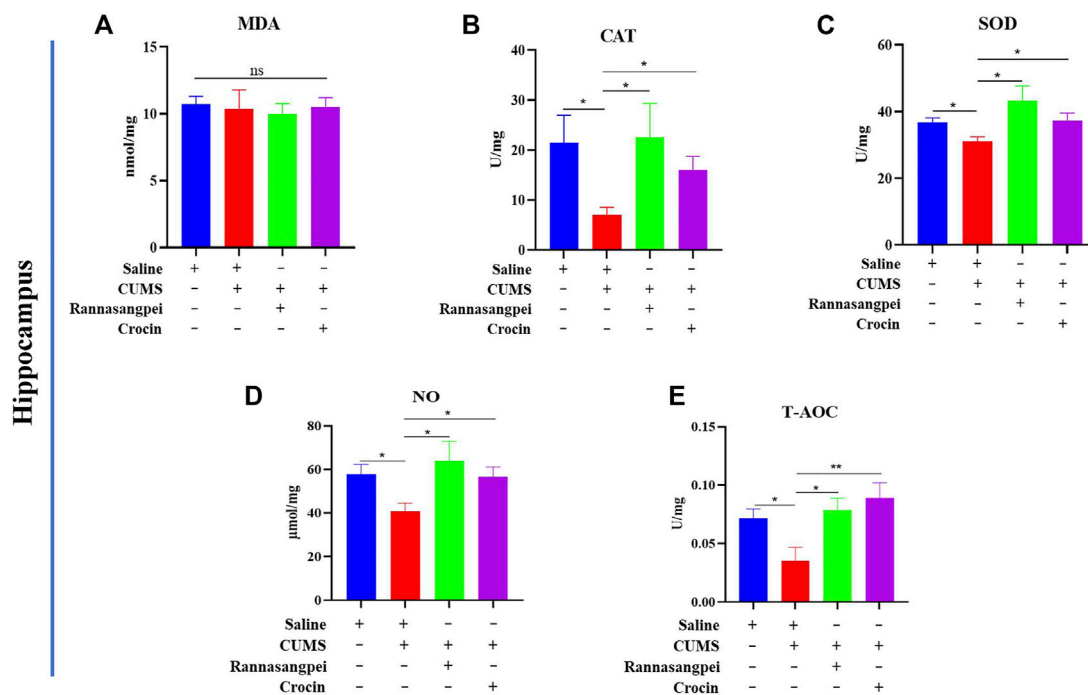 Hippocampus
A
MDA
nmol/mg
15
10
5
0
ns
Saline + + − −
CUMS − + + +
Rannasangpei − − + −
Crocin − − − +
B
CAT
U/mg
40
30
20
10
0
*
*
*
Saline + + − −
CUMS − + + +
Rannasangpei − − + −
Crocin − − − +
C
SOD
U/mg
60
40
20
0
*
*
*
Saline + + − −
CUMS − + + +
Rannasangpei − − + −
Crocin − − − +
D
NO
μmol/mg
80
60
40
20
0
*
*
*
Saline + + − −
CUMS − + + +
Rannasangpei − − + −
Crocin − − − +
E
T-AOC
U/mg
0.15
0.10
0.05
0.00
**
*
*
Saline + + − −
CUMS − + + +
Rannasangpei − − + −
Crocin − − − +